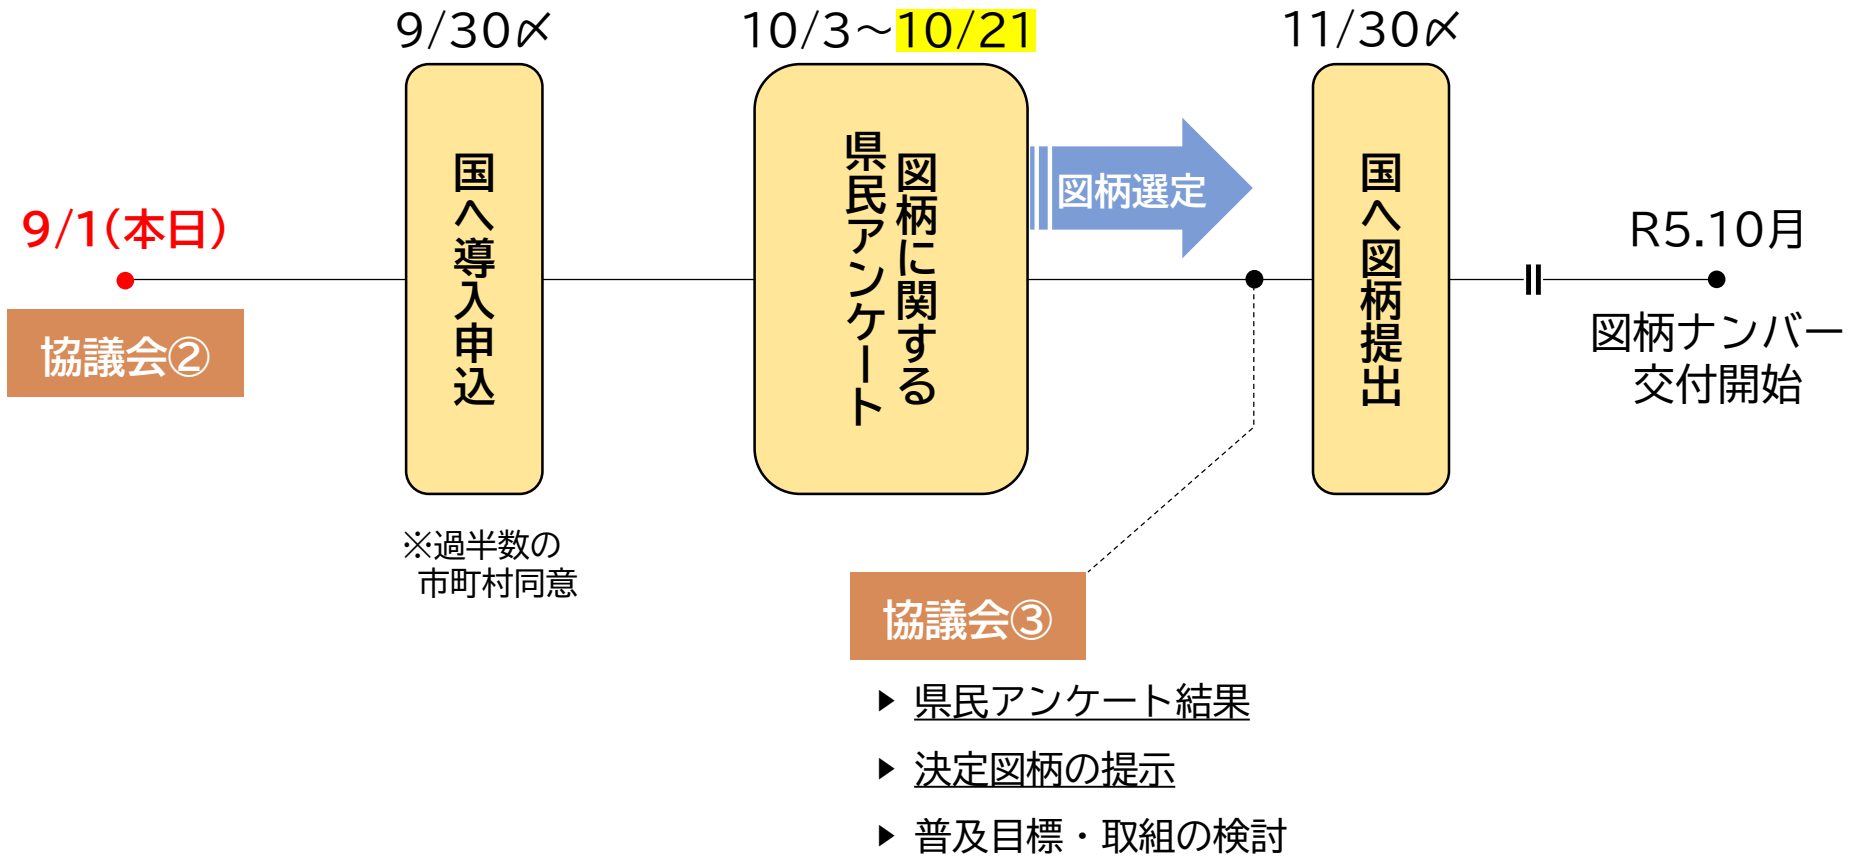 9/1(本日)
協議会②
9/30〆
国へ導入申込
※過半数の
市町村同意
10/3～10/21
図柄に関する
県民アンケート
図柄選定
協議会③
▶ 県民アンケート結果
▶ 決定図柄の提示
▶ 普及目標・取組の検討
11/30〆
国へ図柄提出
R5.10月
図柄ナンバー
交付開始